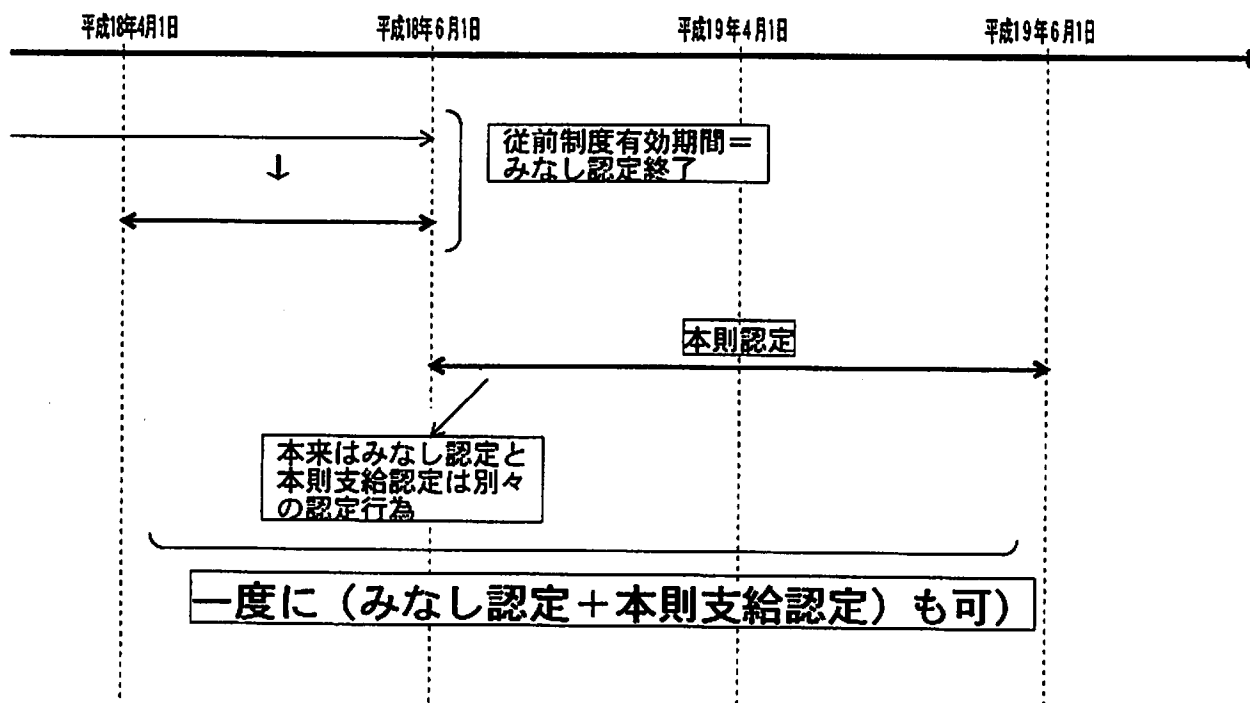 平成18年4月1日
平成18年6月1日
平成19年4月1日
平成19年6月1日
従前制度有効期間＝
みなし認定終了
本則認定
本来はみなし認定と
本則支給認定は別々
の認定行為
一度に（みなし認定＋本則支給認定）も可）